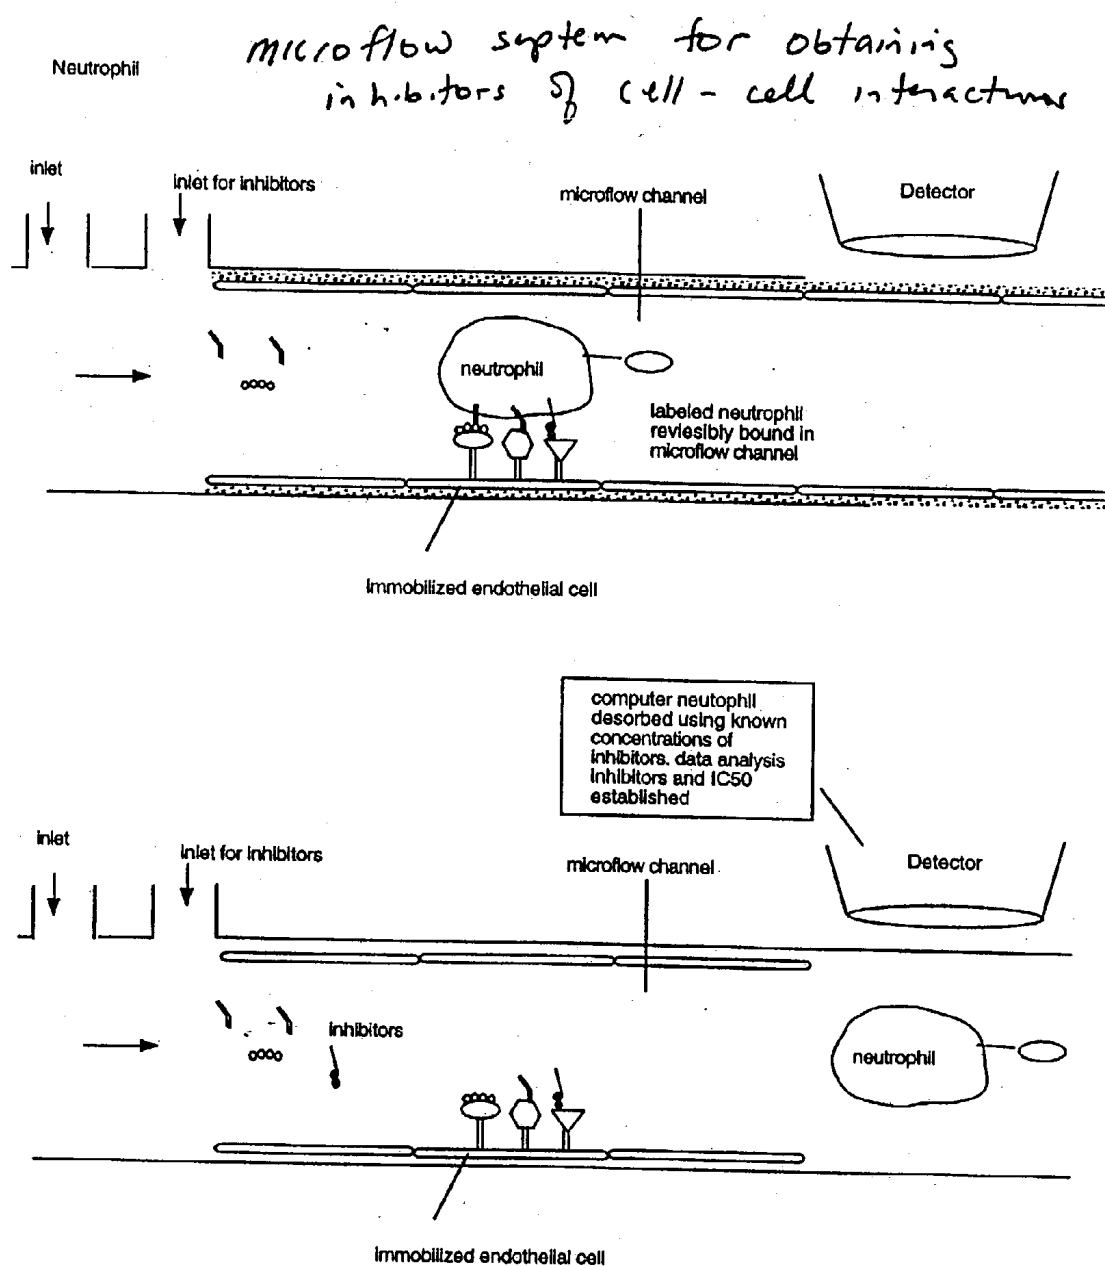 microflow system for obtaining
Neutrophil
inhibitors of cell - cell interactions
inlet
inlet for inhibitors
microflow channel
Detector
neutrophil
labeled neutrophil
reviesibly bound in
microflow channel
immobilized endothelial cell
computer neutophil
desorbed using known
concentrations of
inhibitors. data analysis
inhibitors and IC50
established
inlet
inlet for inhibitors
microflow channel
Detector
inhibitors
neutrophil
immobilized endothelial cell